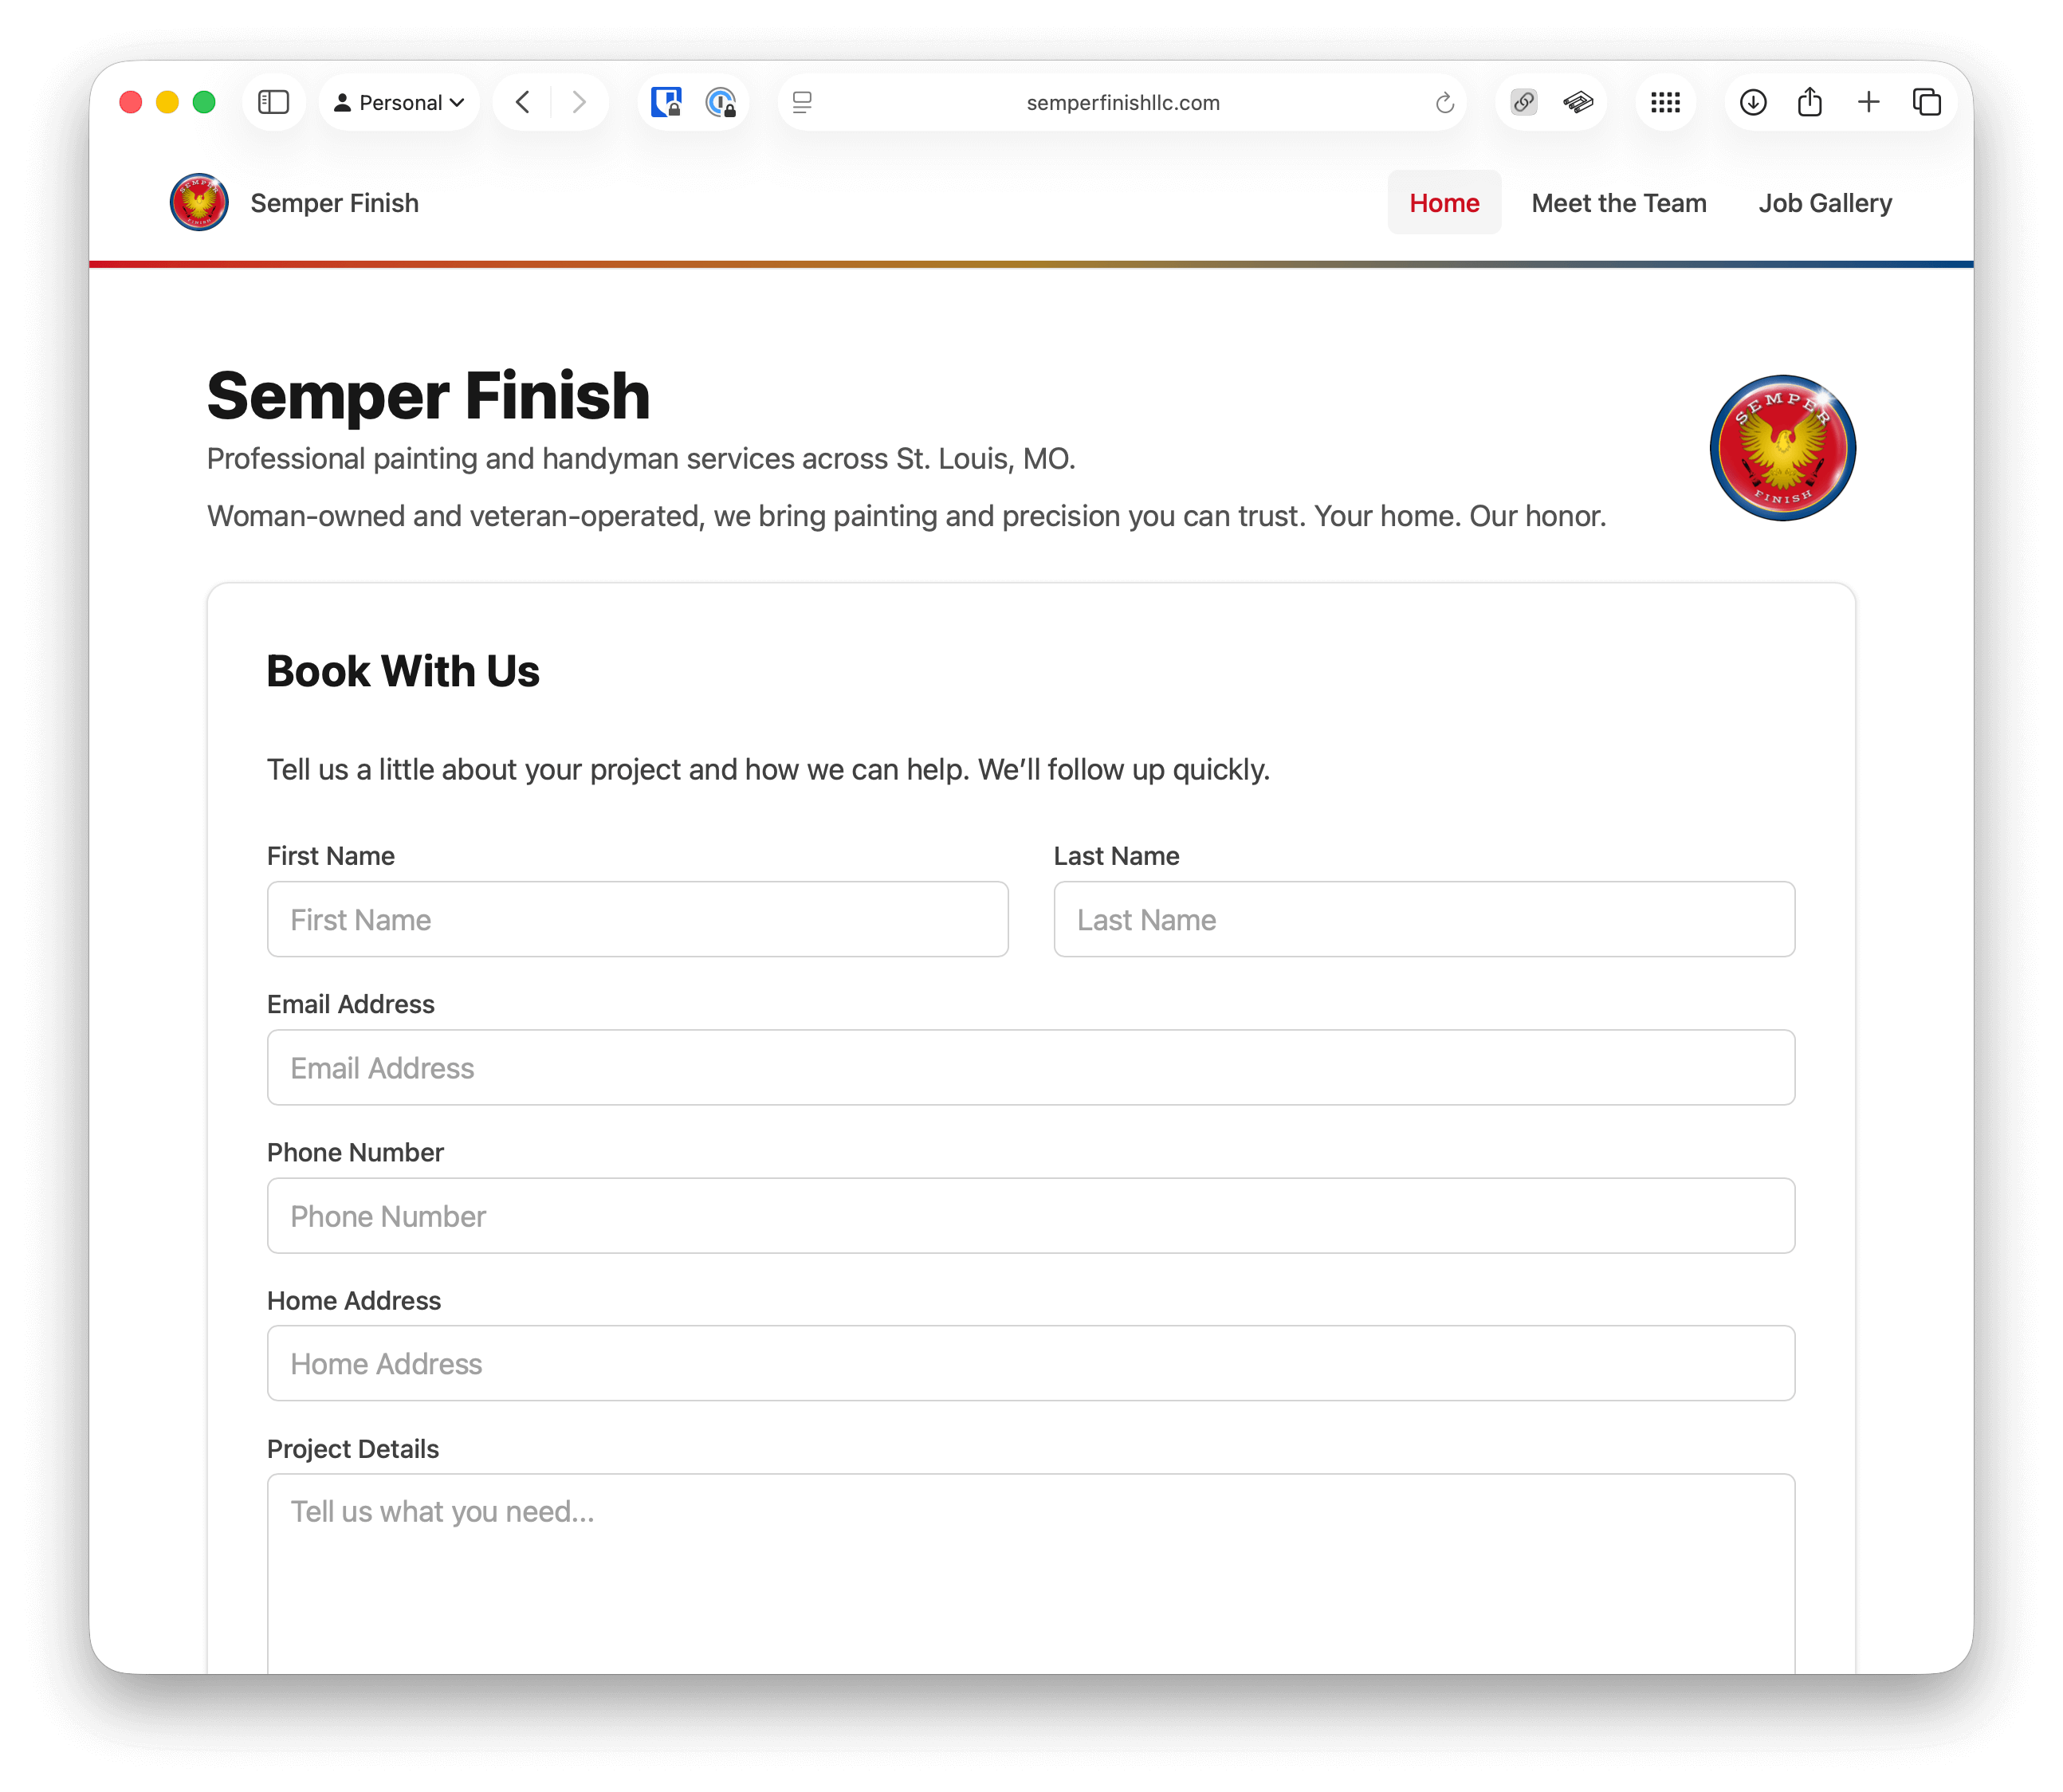 Personal
semperfinishllc.com
SEMPER
FINISH
Semper Finish
Home
Meet the Team
Job Gallery
Semper Finish
Professional painting and handyman services across St. Louis, MO.
Woman-owned and veteran-operated, we bring painting and precision you can trust. Your home. Our honor.
SEMPER
FINISH
Book With Us
Tell us a little about your project and how we can help. We’ll follow up quickly.
First Name
Last Name
First Name
Last Name
Email Address
Email Address
Phone Number
Phone Number
Home Address
Home Address
Project Details
Tell us what you need...